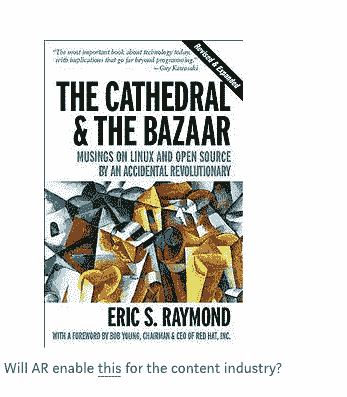 "The most important book about technology today,
with implications that go far beyond programming."
—Guy Kawasaki
Revised & Expanded
THE CATHEDRAL
& THE BAZAAR
MUSINGS ON LINUX AND OPEN SOURCE
BY AN ACCIDENTAL REVOLUTIONARY
ERIC S. RAYMOND
WITH A FOREWORD BY BOB YOUNG, CHAIRMAN & CEO OF RED HAT, INC.
Will AR enable this for the content industry?